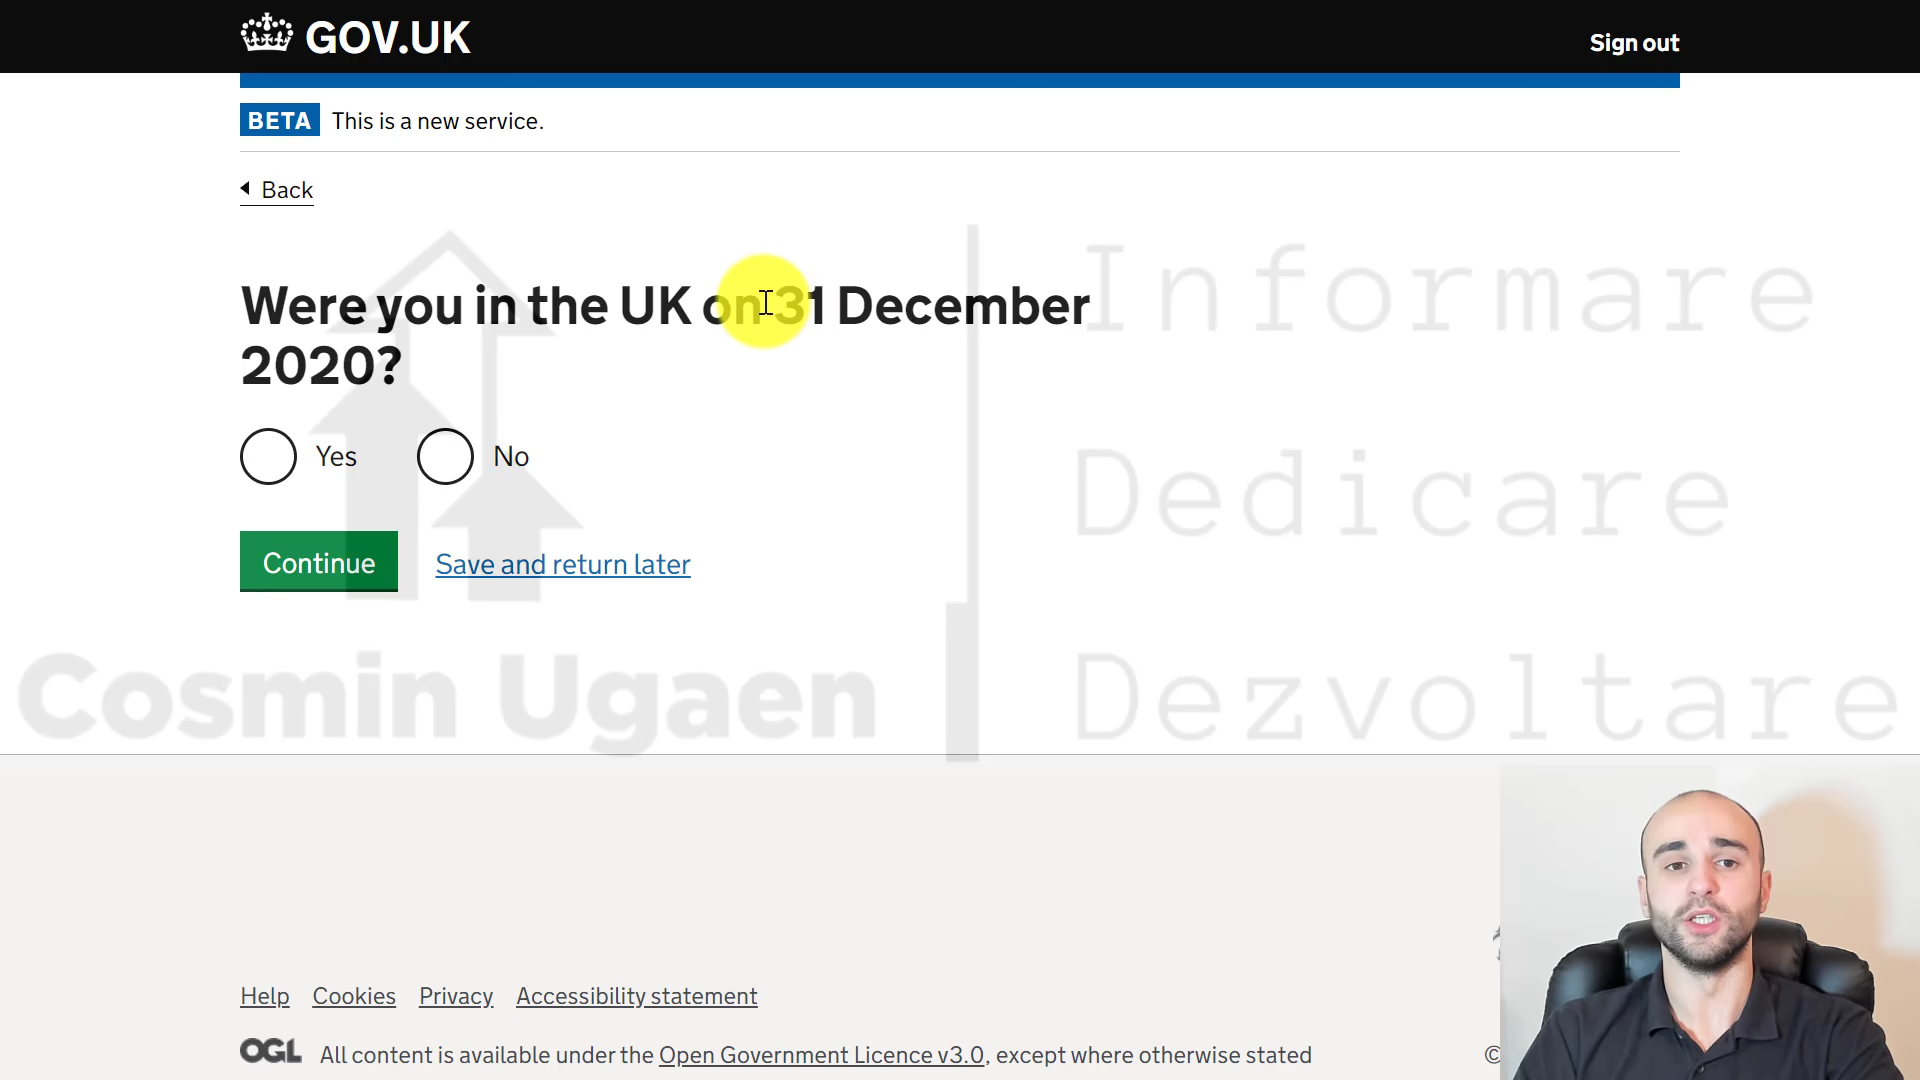 GOV.UK
Sign out
BETA This is a new service.
Back
Were you in the UK on 31 December
2020?
Yes No
Continue Save and return later
Informare
Dedicare
Cosmin Ugaen
Dezvoltare
Help Cookies Privacy Accessibility statement
OGL All content is available under the Open Government Licence v3.0, except where otherwise stated
©